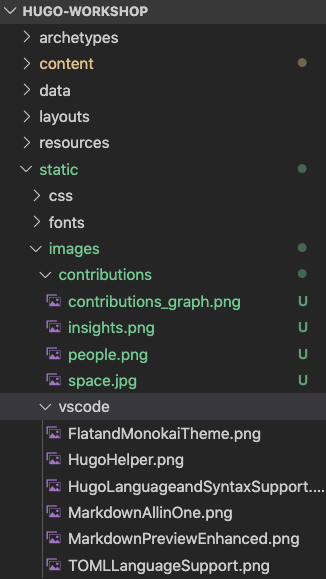 HUGO-WORKSHOP
archetypes
content
data
layouts
resources
static
css
fonts
images
contributions
contributions_graph.png U
insights.png U
people.png U
space.jpg U
vscode
FlatandMonokaiTheme.png
HugoHelper.png
HugoLanguageandSyntaxSupport....
MarkdownAllinOne.png
MarkdownPreviewEnhanced.png
TOMLLanguageSupport.png